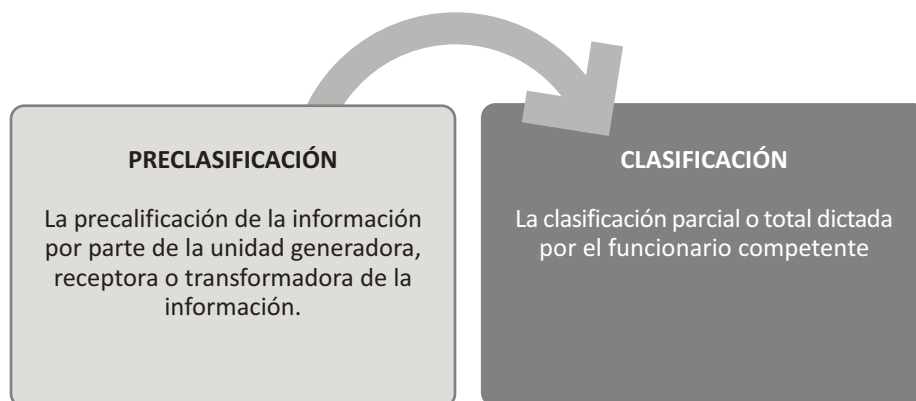 PRECLASIFICACIÓN
La precalificación de la información
por parte de la unidad generadora,
receptora o transformadora de la
información.
CLASIFICACIÓN
La clasificación parcial o total dictada
por el funcionario competente